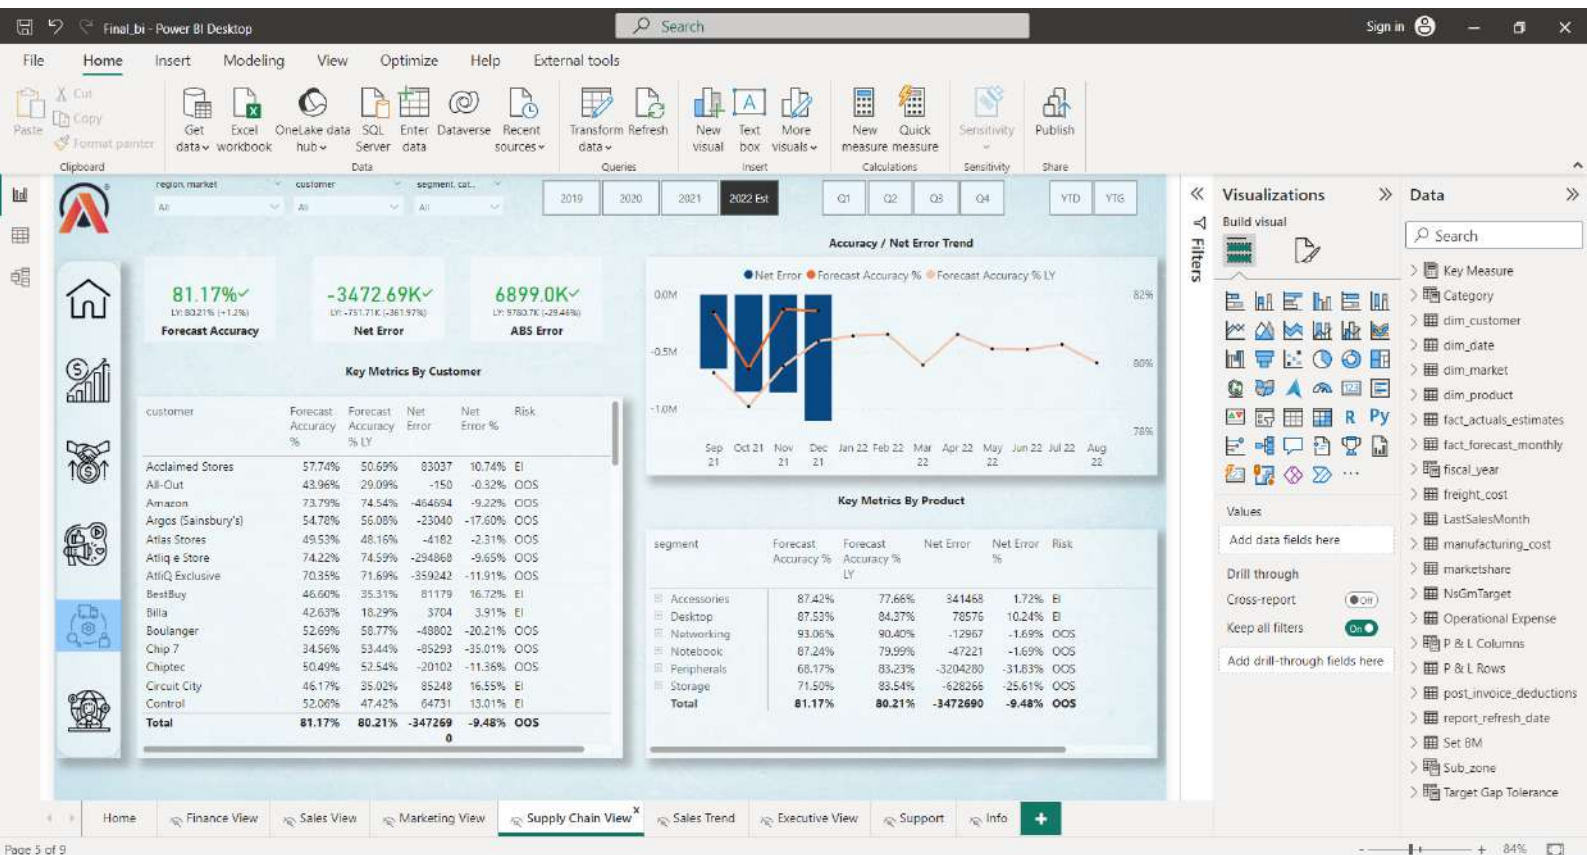 Final_bi - Power BI Desktop
Search
Sign in
File Home Insert Modeling View Optimize Help External tools
Paste
Cut
Copy
Format painter
Get data
Excel workbook
OneLake data hub
SQL Server
Enter data
Dataverse
Recent sources
Transform data
Refresh
New visual
Text box
More visuals
New measure
Quick measure
Sensitivity
Publish
Clipboard Data Queries Insert Calculations Sensitivity Share
region, market customer segment, cat..
All All All
2019 2020 2021 2022 Est Q1 Q2 Q3 Q4 YTD YTG
81.17%✓
LY: 80.21% (+1.2%)
Forecast Accuracy
-3472.69K✓
LY: -751.71K (-361.97%)
Net Error
6899.0K✓
LY: 9780.7K (-29.46%)
ABS Error
Key Metrics By Customer
customer Forecast Accuracy % Forecast Accuracy % LY Net Error Net Error % Risk
Acclaimed Stores 57.74% 50.69% 83037 10.74% EI
All-Out 43.96% 29.09% -150 -0.32% OOS
Amazon 73.79% 74.54% -464694 -9.22% OOS
Argos (Sainsbury's) 54.78% 56.08% -23040 -17.60% OOS
Atlas Stores 49.53% 48.16% -4182 -2.31% OOS
Atliq e Store 74.22% 74.59% -294868 -9.65% OOS
AtliQ Exclusive 70.35% 71.69% -359242 -11.91% OOS
BestBuy 46.60% 35.31% 81179 16.72% EI
Billa 42.63% 18.29% 3704 3.91% EI
Boulanger 52.69% 58.77% -48802 -20.21% OOS
Chip 7 34.56% 53.44% -85293 -35.01% OOS
Chiptec 50.49% 52.54% -20102 -11.36% OOS
Circuit City 46.17% 35.02% 85248 16.55% EI
Control 52.06% 47.42% 64731 13.01% EI
Total 81.17% 80.21% -347269 -9.48% OOS
0
Accuracy / Net Error Trend
Net Error Forecast Accuracy % Forecast Accuracy % LY
0.0M 82%
-0.5M 80%
-1.0M 78%
Sep Oct 21 Nov Dec Jan 22 Feb 22 Mar Apr 22 May Jun 22 Jul 22 Aug
21 21 21 22 22 22
Key Metrics By Product
segment Forecast Accuracy % Forecast Accuracy % LY Net Error Net Error % Risk
Accessories 87.42% 77.66% 341468 1.72% EI
Desktop 87.53% 84.37% 78576 10.24% EI
Networking 93.06% 90.40% -12967 -1.69% OOS
Notebook 87.24% 79.99% -47221 -1.69% OOS
Peripherals 68.17% 83.23% -3204280 -31.83% OOS
Storage 71.50% 83.54% -628266 -25.61% OOS
Total 81.17% 80.21% -3472690 -9.48% OOS
Filters
Visualizations
Build visual
R Py
123
Values
Add data fields here
Drill through
Cross-report Off
Keep all filters On
Add drill-through fields here
Data
Search
Key Measure
Category
dim_customer
dim_date
dim_market
dim_product
fact_actuals_estimates
fact_forecast_monthly
fiscal_year
freight_cost
LastSalesMonth
manufacturing_cost
marketshare
NsGmTarget
Operational Expense
P & L Columns
P & L Rows
post_invoice_deductions
report_refresh_date
Set BM
Sub_zone
Target Gap Tolerance
Home Finance View Sales View Marketing View Supply Chain View x Sales Trend Executive View Support Info +
Page 5 of 9
- + 84%